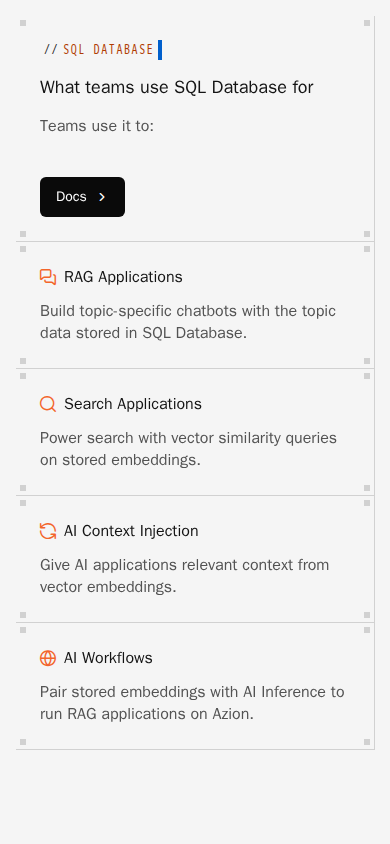 // SQL DATABASE
What teams use SQL Database for
Teams use it to:
Docs
RAG Applications
Build topic-specific chatbots with the topic
data stored in SQL Database.
Search Applications
Power search with vector similarity queries
on stored embeddings.
AI Context Injection
Give AI applications relevant context from
vector embeddings.
AI Workflows
Pair stored embeddings with AI Inference to
run RAG applications on Azion.